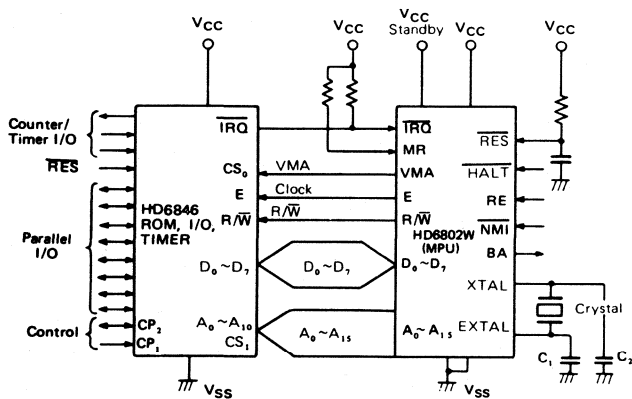 VCC
VCC
VCC
Standby
VCC
VCC
Counter/
Timer I/O
RES
Parallel
I/O
Control
IRQ
CS0
E
HD6846
ROM, I/O,
TIMER
R/W
D0~D7
A0~A10
CS1
CP2
CP1
VSS
VMA
Clock
R/W
D0~D7
A0~A15
IRQ
MR
VMA
E
R/W
HD6802W
(MPU)
D0~D7
A0~A15
VSS
RES
HALT
RE
NMI
BA
XTAL
EXTAL
Crystal
C1
C2